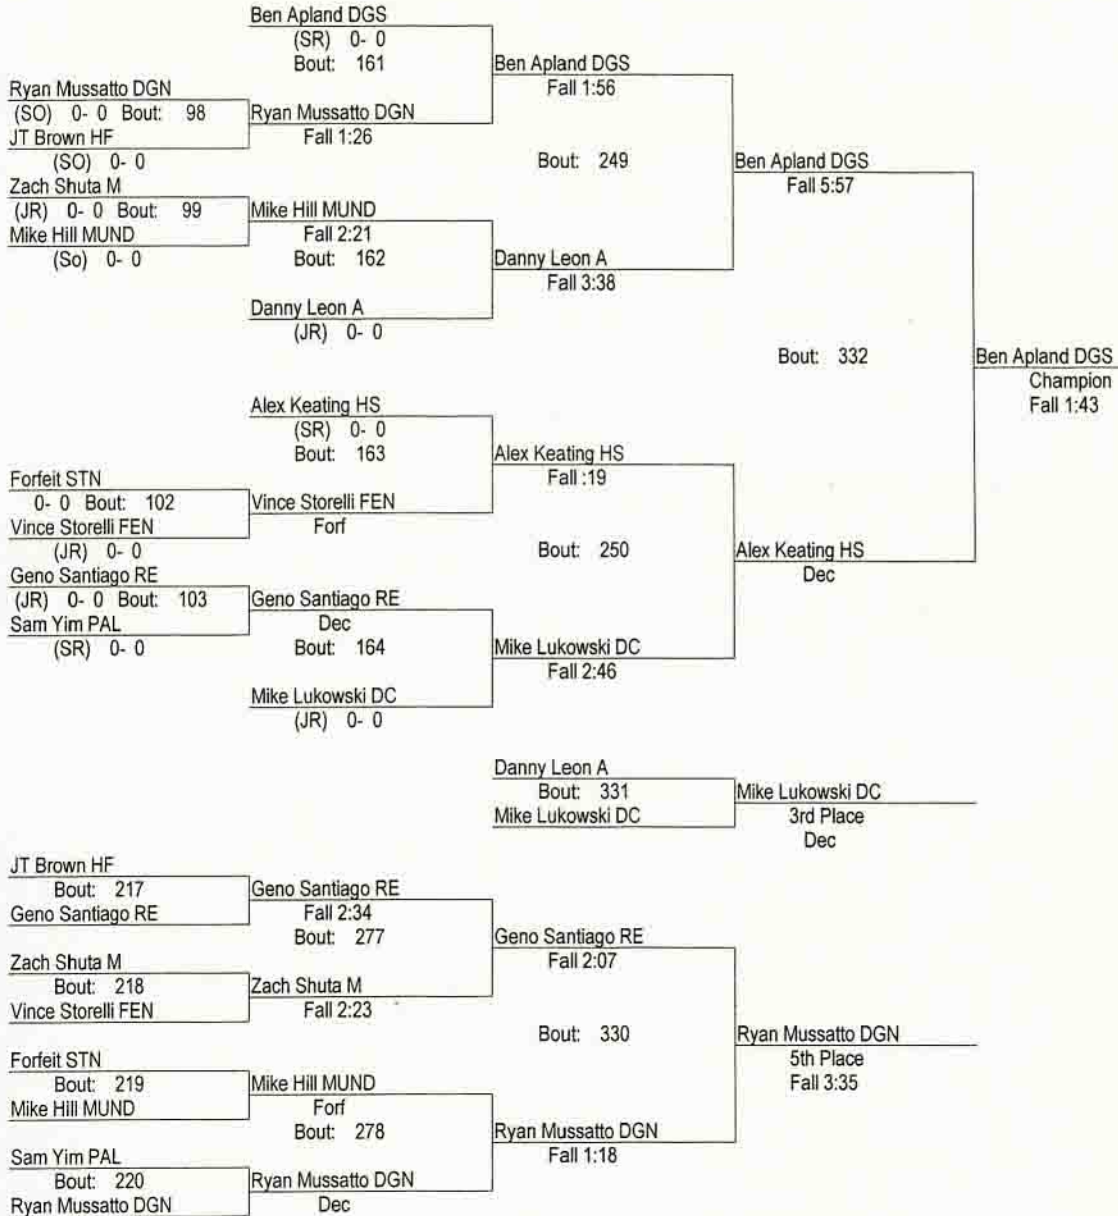 Ben Apland DGS
(SR) 0- 0
Bout: 161
Ben Apland DGS
Fall 1:56
Ryan Mussatto DGN
(SO) 0- 0 Bout: 98
Ryan Mussatto DGN
Fall 1:26
JT Brown HF
(SO) 0- 0
Bout: 249
Ben Apland DGS
Fall 5:57
Zach Shuta M
(JR) 0- 0 Bout: 99
Mike Hill MUND
Fall 2:21
Mike Hill MUND
(So) 0- 0
Bout: 162
Danny Leon A
Fall 3:38
Danny Leon A
(JR) 0- 0
Bout: 332
Ben Apland DGS
Champion
Fall 1:43
Alex Keating HS
(SR) 0- 0
Bout: 163
Alex Keating HS
Fall :19
Forfeit STN
0- 0 Bout: 102
Vince Storelli FEN
Forf
Vince Storelli FEN
(JR) 0- 0
Bout: 250
Alex Keating HS
Dec
Geno Santiago RE
(JR) 0- 0 Bout: 103
Geno Santiago RE
Dec
Sam Yim PAL
(SR) 0- 0
Bout: 164
Mike Lukowski DC
Fall 2:46
Mike Lukowski DC
(JR) 0- 0
Danny Leon A
Bout: 331
Mike Lukowski DC
Mike Lukowski DC
3rd Place
Dec
JT Brown HF
Bout: 217
Geno Santiago RE
Geno Santiago RE
Fall 2:34
Bout: 277
Geno Santiago RE
Fall 2:07
Zach Shuta M
Bout: 218
Vince Storelli FEN
Zach Shuta M
Fall 2:23
Bout: 330
Ryan Mussatto DGN
5th Place
Fall 3:35
Forfeit STN
Bout: 219
Mike Hill MUND
Mike Hill MUND
Forf
Bout: 278
Ryan Mussatto DGN
Fall 1:18
Sam Yim PAL
Bout: 220
Ryan Mussatto DGN
Ryan Mussatto DGN
Dec